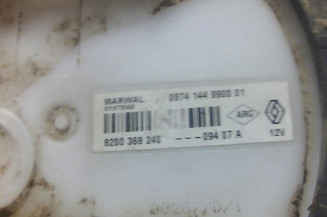 MARWAL 0974 144 9900 01
SYSTEMS
ARC
8200 368 240 ---094 07 A 12V